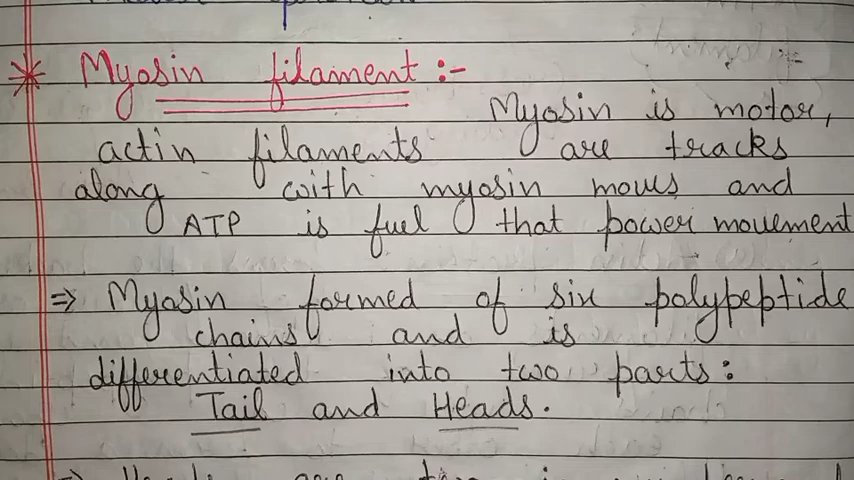 * Myosin filament :-
Myosin is motor,
actin filaments are tracks
along with myosin moves and
ATP is fuel that power movement
⇒ Myosin formed of six polypeptide
chains and is
differentiated into two parts:
Tail and Heads.